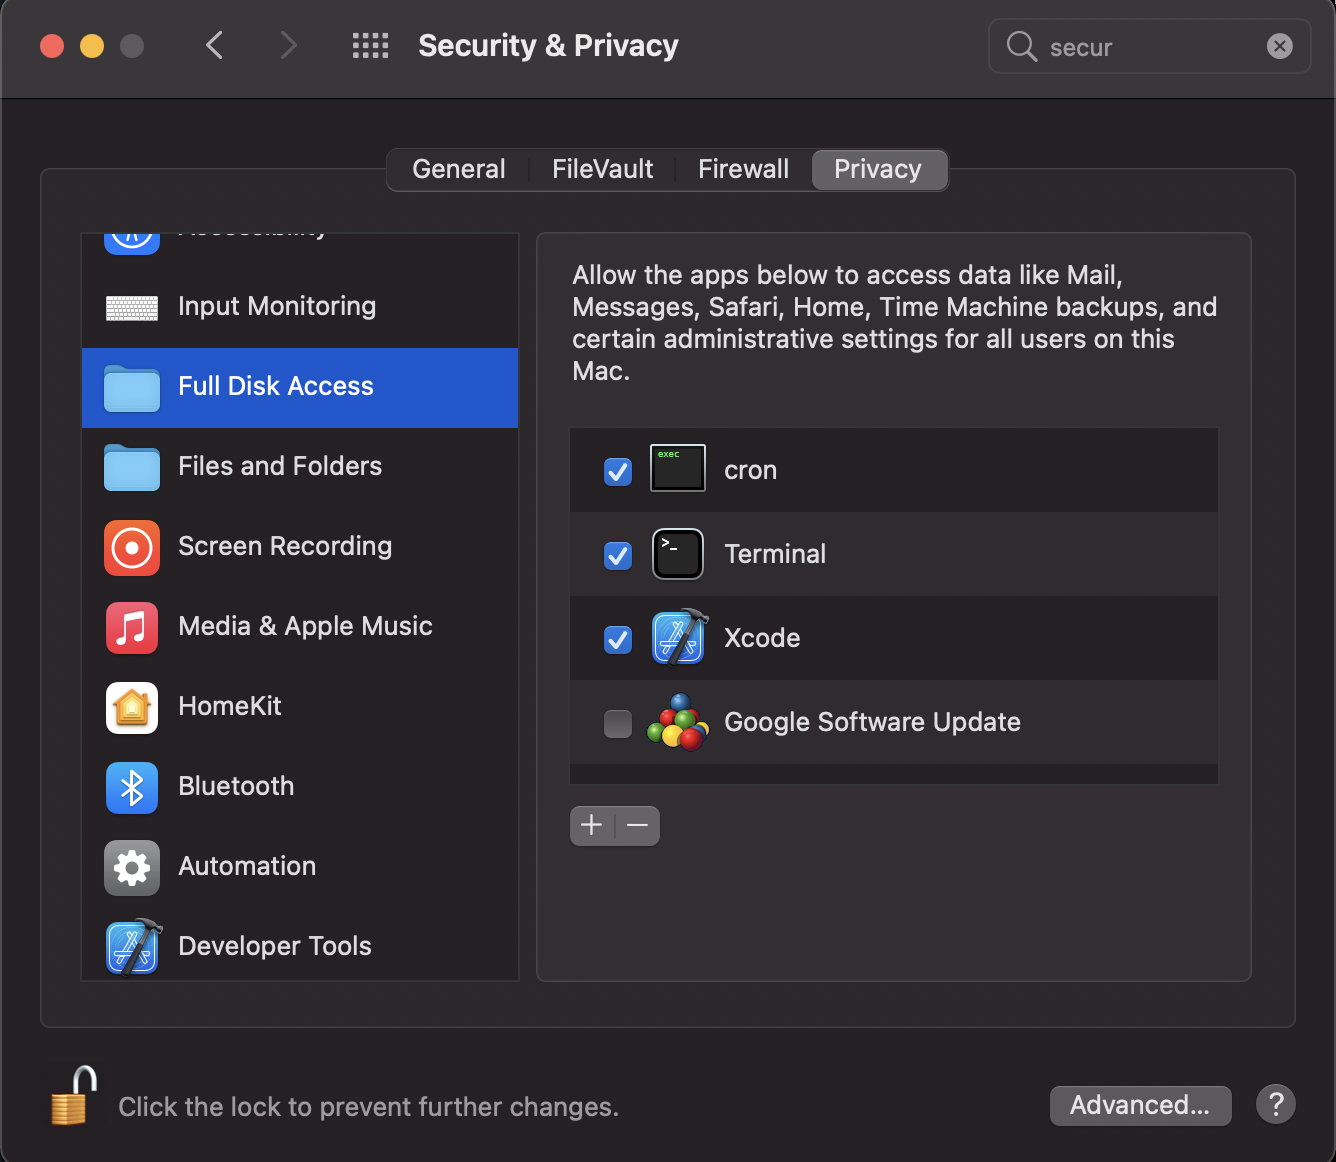 Security & Privacy
secur
General FileVault Firewall Privacy
Accessibility
Input Monitoring
Full Disk Access
Files and Folders
Screen Recording
Media & Apple Music
HomeKit
Bluetooth
Automation
Developer Tools
Allow the apps below to access data like Mail,
Messages, Safari, Home, Time Machine backups, and
certain administrative settings for all users on this
Mac.
exec
cron
>_
Terminal
Xcode
Google Software Update
+ −
Click the lock to prevent further changes.
Advanced... ?